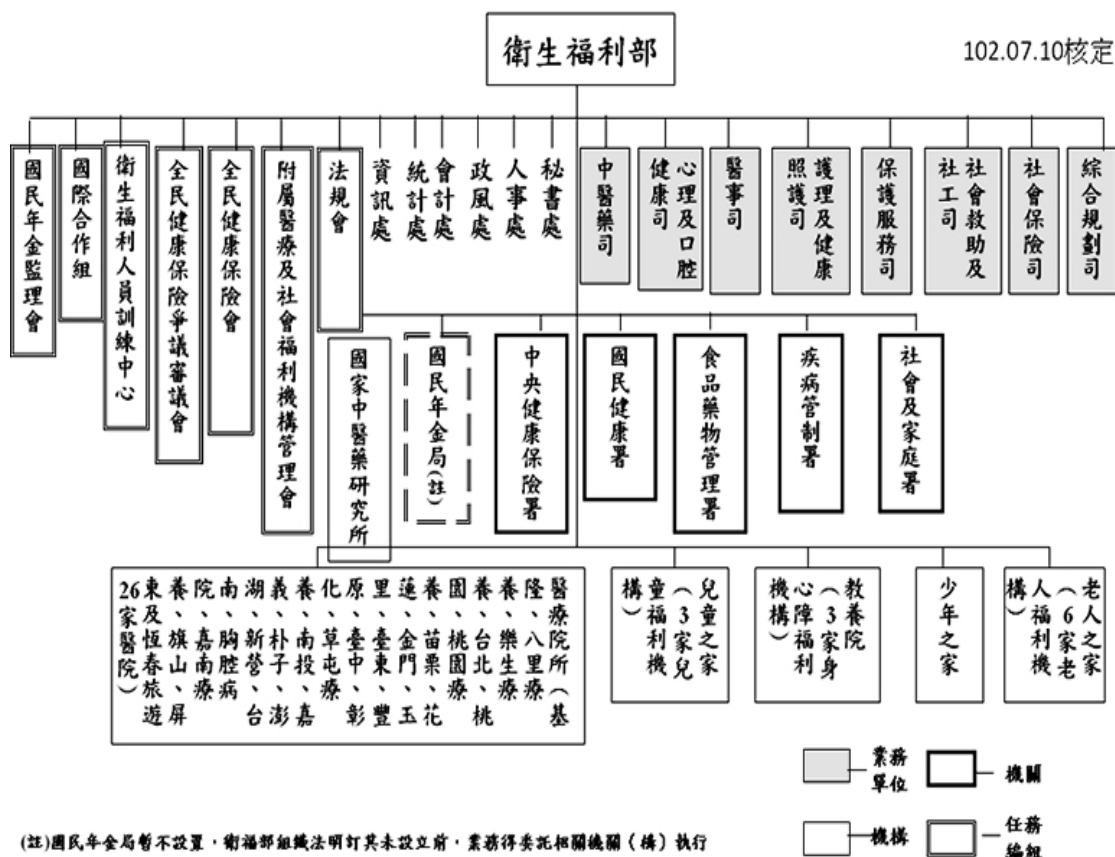 衛生福利部
102.07.10核定
綜合規劃司
社會保險司
社會救助及
社工司
保護服務司
護理及健康
照護司
醫事司
心理及口腔
健康司
中醫藥司
秘書處
人事處
政風處
會計處
統計處
資訊處
法規會
附屬醫療及社會福利機構管理會
全民健康保險會
全民健康保險爭議審議會
衛生福利人員訓練中心
國際合作組
國民年金監理會
社會及家庭署
疾病管制署
食品藥物管理署
國民健康署
中央健康保險署
國民年金局(註)
國家中醫藥研究所
老人之家
(6家老
人福利機
構)
少年之家
教養院
(3家身
心障福利
機構)
兒童之家
(3家兒
童福利機
構)
醫療院所(基
隆、八里療
養、樂生療
養、台北、桃
園、桃園療
養、苗栗、花
蓮、金門、玉
里、臺東、豐
原、臺中、彰
化、草屯療
養、南投、嘉
義、朴子、澎
湖、新營、台
南、胸腔病
院、嘉南療
養、旗山、屏
東及恆春旅遊
26家醫院)
業務
單位
機關
機構
任務
編組
(註)國民年金局暫不設置，衛福部組織法明訂其未設立前，業務得委託相關機關(構)執行